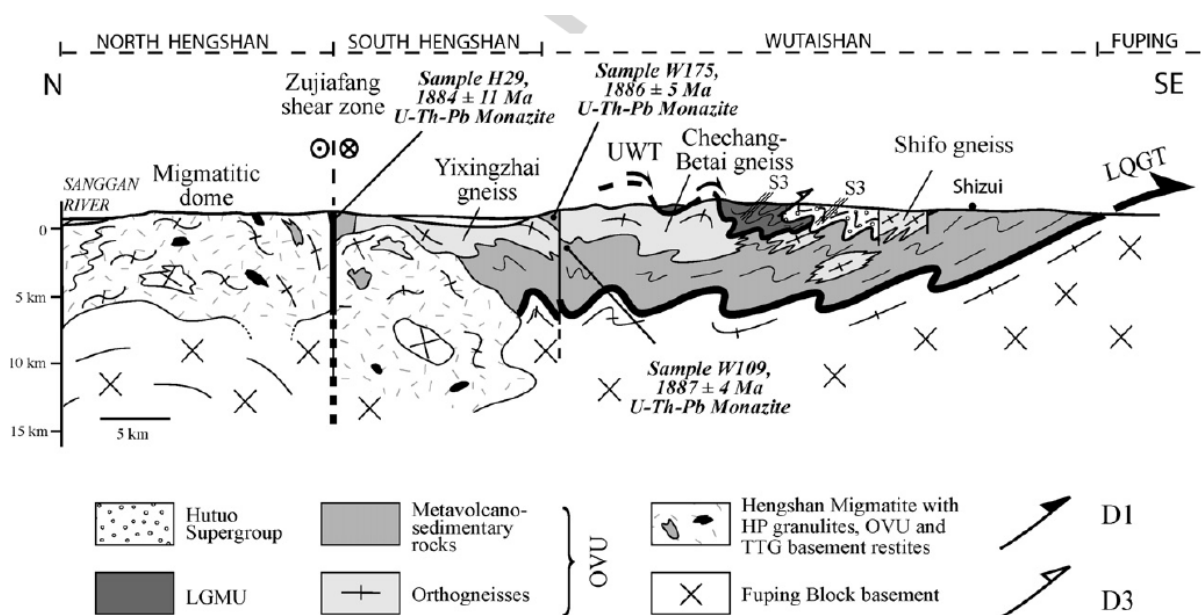 NORTH HENGSHAN
SOUTH HENGSHAN
WUTAISHAN
FUPING
N
SE
Zujiafang
shear zone
Sample H29,
1884 ± 11 Ma
U-Th-Pb Monazite
Sample W175,
1886 ± 5 Ma
U-Th-Pb Monazite
SANGGAN
RIVER
Migmatitic
dome
Yixingzhai
gneiss
UWT
Chechang-
Betai gneiss
S3
S3
Shifo gneiss
Shizui
LQGT
0
5 km
10 km
15 km
5 km
Sample W109,
1887 ± 4 Ma
U-Th-Pb Monazite
Hutuo
Supergroup
LGMU
Metavolcano-
sedimentary
rocks
Orthogneisses
OVU
Hengshan Migmatite with
HP granulites, OVU and
TTG basement restites
Fuping Block basement
D1
D3